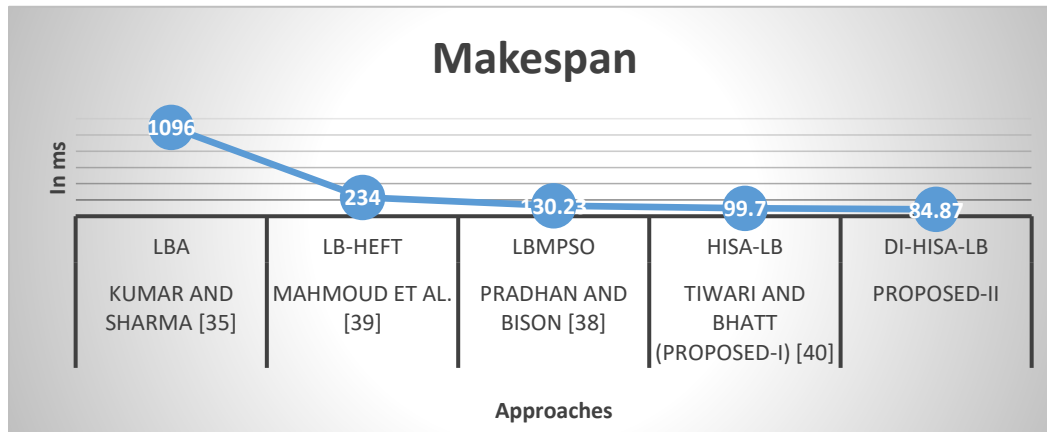 Makespan
In ms
1096
234
130.23
99.7
84.87
LBA
LB-HEFT
LBMPSO
HISA-LB
DI-HISA-LB
KUMAR AND
SHARMA [35]
MAHMOUD ET AL.
[39]
PRADHAN AND
BISON [38]
TIWARI AND
BHATT
(PROPOSED-I) [40]
PROPOSED-II
Approaches